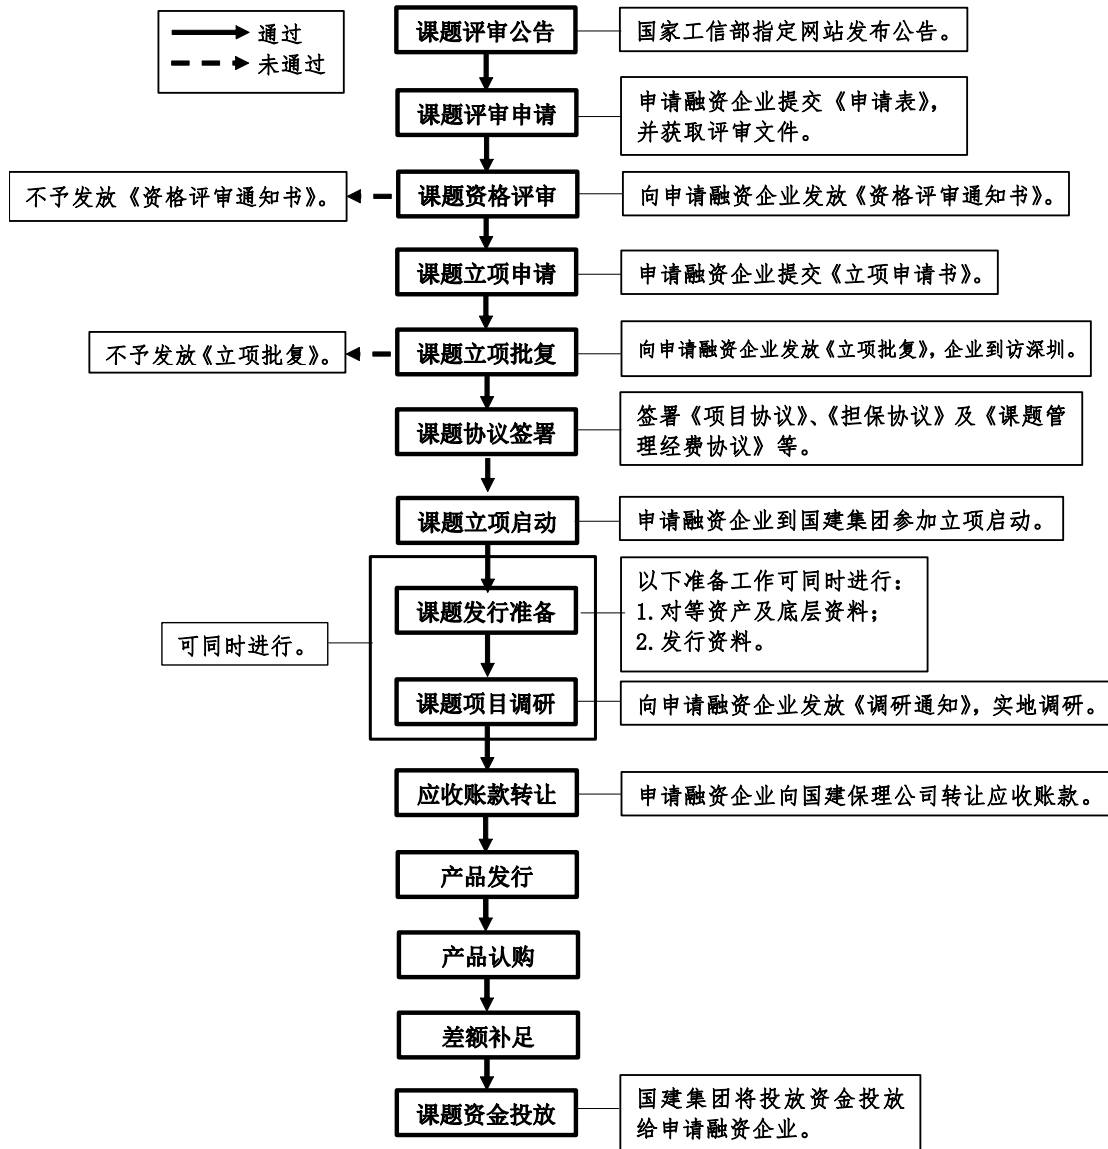 通过
未通过
课题评审公告
国家工信部指定网站发布公告。
课题评审申请
申请融资企业提交《申请表》，
并获取评审文件。
不予发放《资格评审通知书》。
课题资格评审
向申请融资企业发放《资格评审通知书》。
课题立项申请
申请融资企业提交《立项申请书》。
不予发放《立项批复》。
课题立项批复
向申请融资企业发放《立项批复》，企业到访深圳。
课题协议签署
签署《项目协议》、《担保协议》及《课题管
理经费协议》等。
课题立项启动
申请融资企业到国建集团参加立项启动。
可同时进行。
课题发行准备
以下准备工作可同时进行：
1. 对等资产及底层资料；
2. 发行资料。
课题项目调研
向申请融资企业发放《调研通知》，实地调研。
应收账款转让
申请融资企业向国建保理公司转让应收账款。
产品发行
产品认购
差额补足
课题资金投放
国建集团将投放资金投放
给申请融资企业。